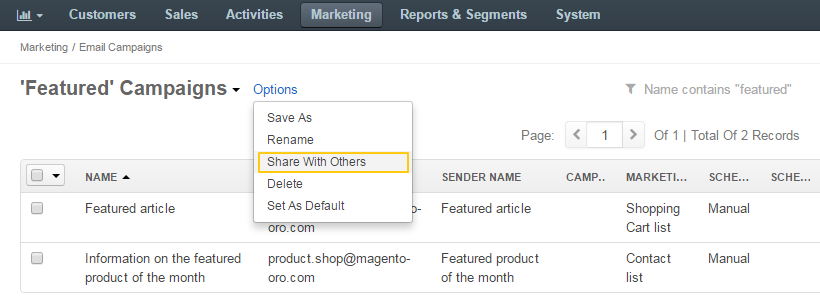 Customers Sales Activities Marketing Reports & Segments System
Marketing / Email Campaigns
'Featured' Campaigns Options Name contains "featured"
Save As
Rename
Share With Others
Delete
Set As Default
Page: 1 Of 1 | Total Of 2 Records
NAME SENDER NAME CAMP.. MARKETI... SCHE... SCHE...
Featured article -
oro.com Featured article Shopping
Cart list Manual
Information on the featured
product of the month product.shop@magento-
oro.com Featured product
of the month Contact
list Manual